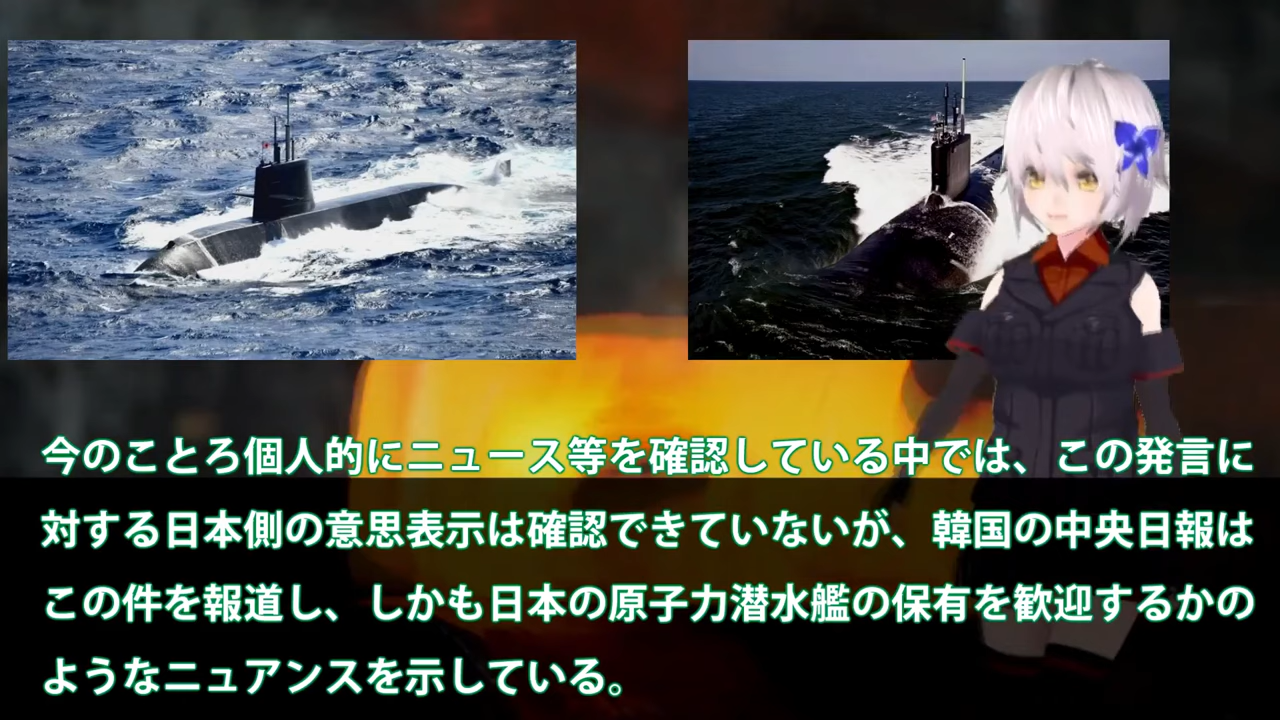 今のことろ個人的にニュース等を確認している中では、この発言に
対する日本側の意思表示は確認できていないが、韓国の中央日報は
この件を報道し、しかも日本の原子力潜水艦の保有を歓迎するかの
ようなニュアンスを示している。